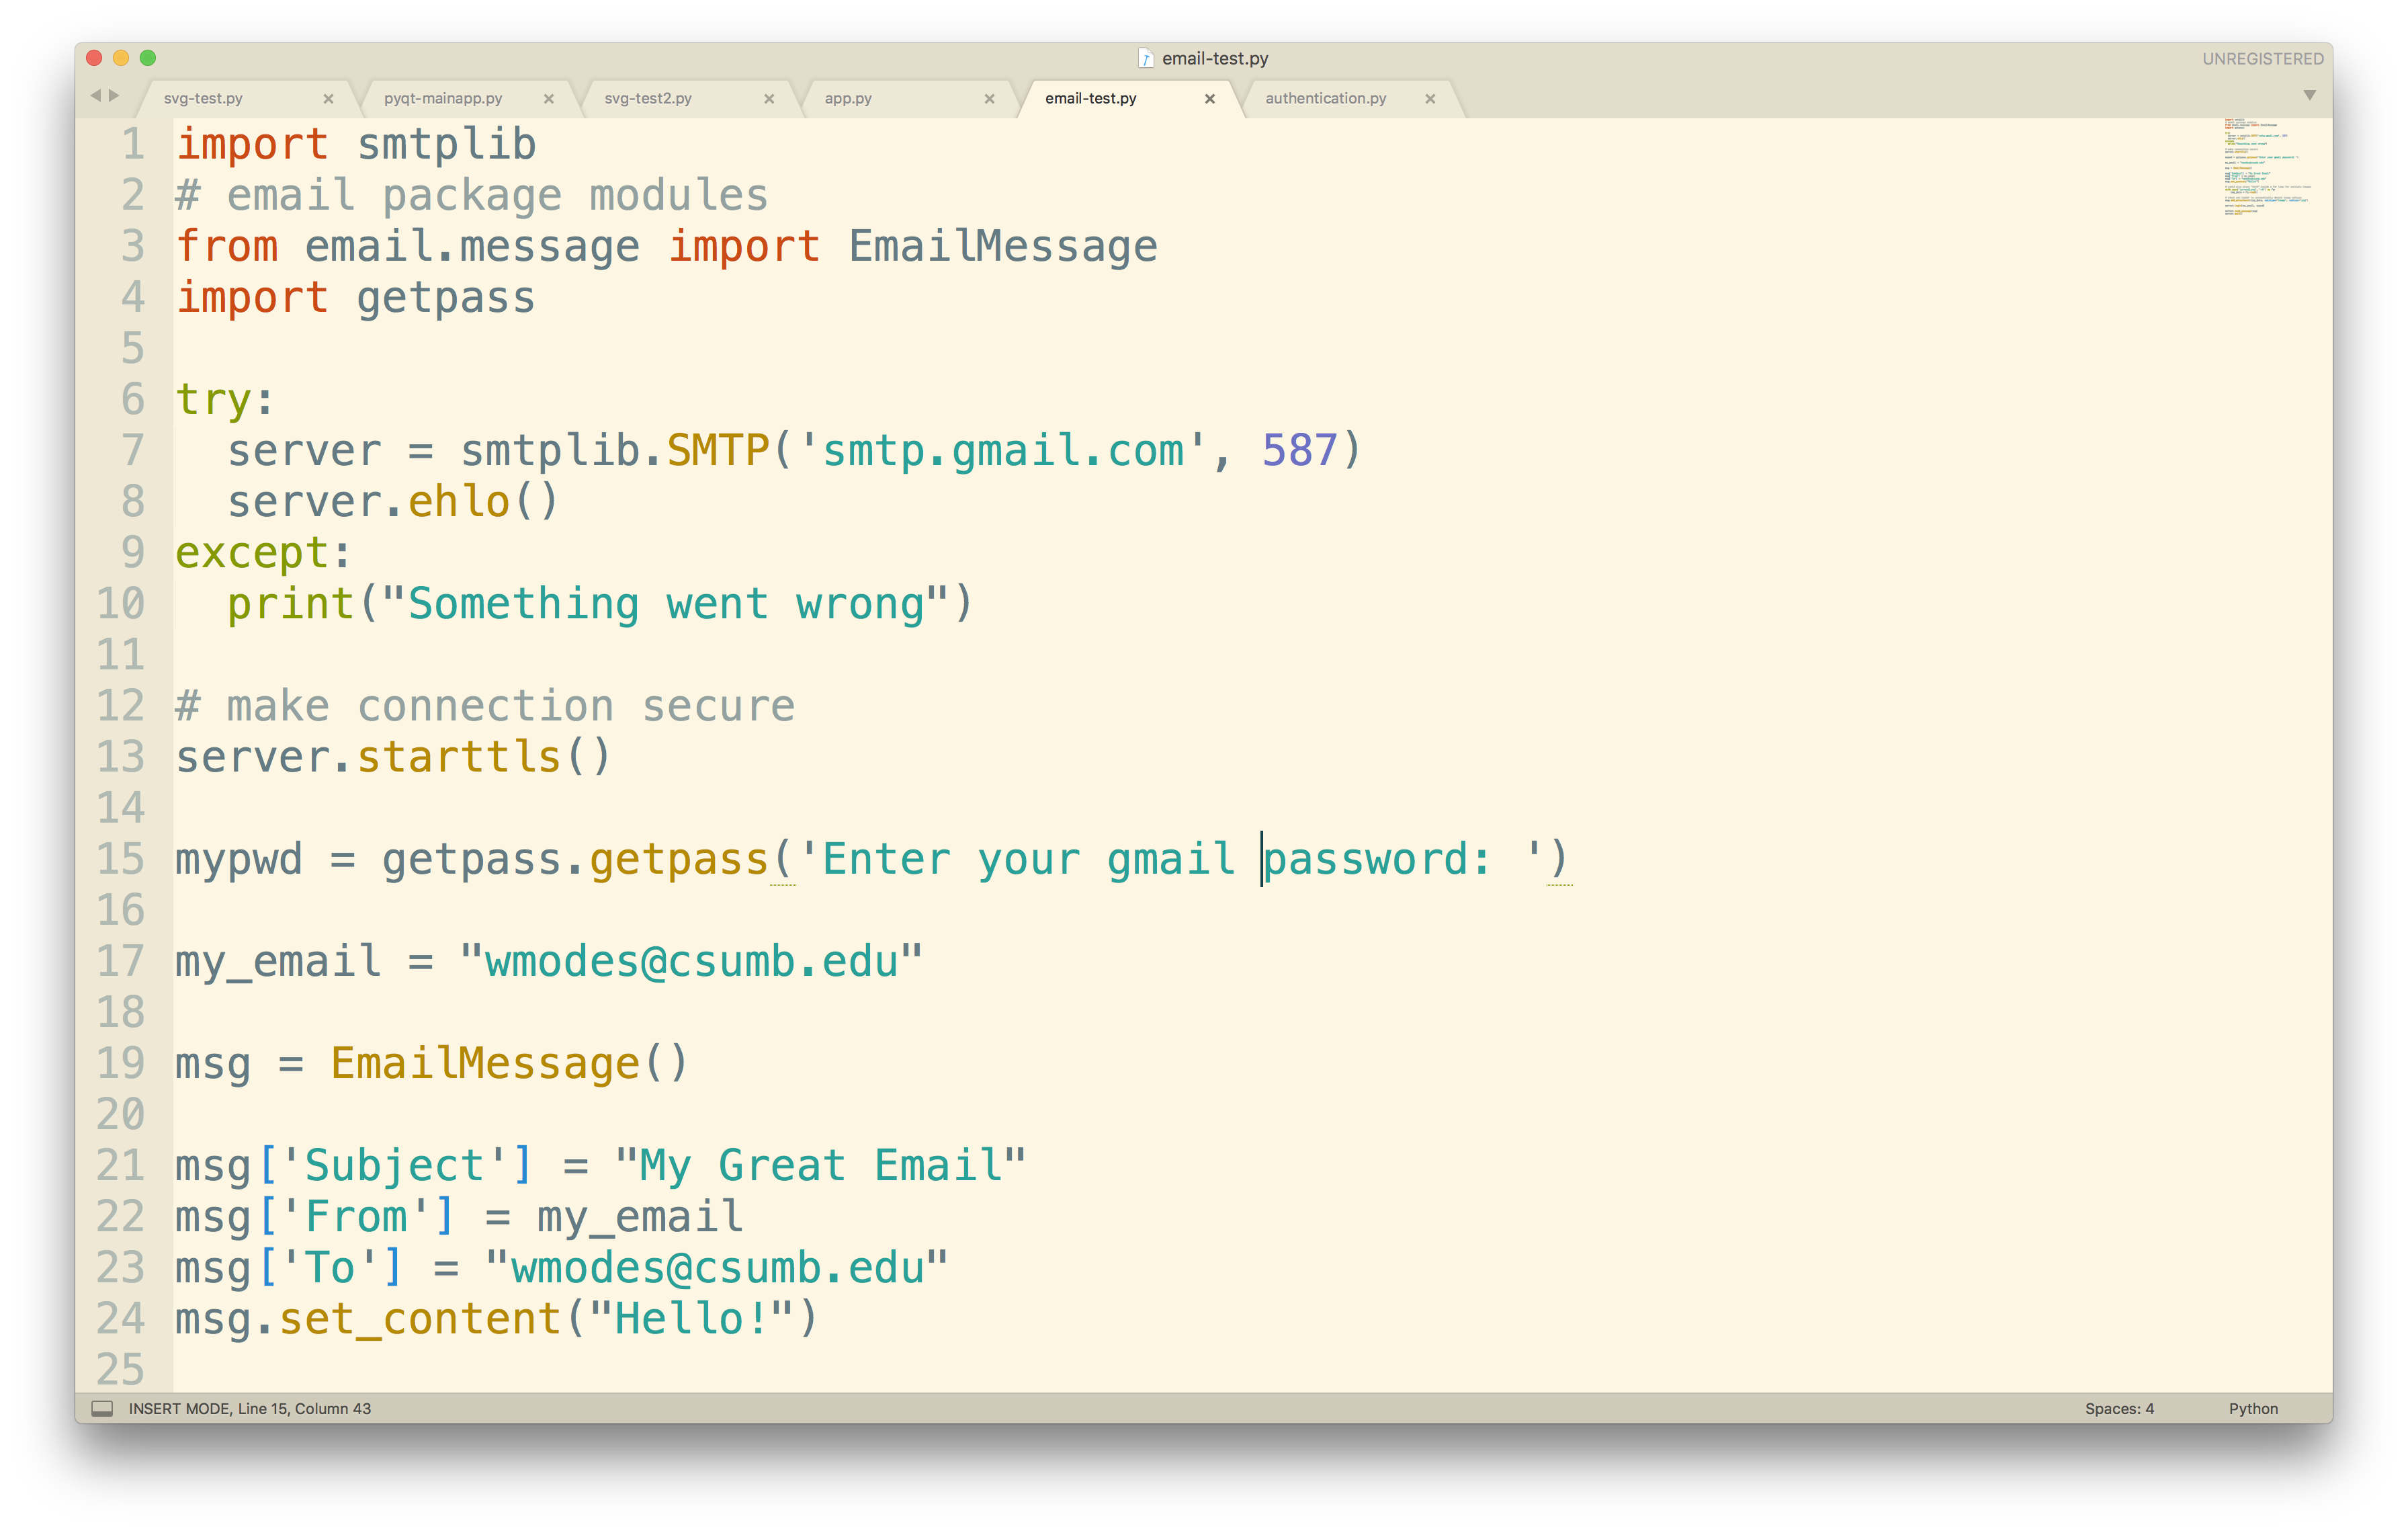 email-test.py
UNREGISTERED
svg-test.py
pyqt-mainapp.py
svg-test2.py
app.py
email-test.py
authentication.py
1 import smtplib
2 # email package modules
3 from email.message import EmailMessage
4 import getpass
5
6 try:
7   server = smtplib.SMTP('smtp.gmail.com', 587)
8   server.ehlo()
9 except:
10   print("Something went wrong")
11
12 # make connection secure
13 server.starttls()
14
15 mypwd = getpass.getpass('Enter your gmail password: ')
16
17 my_email = "wmodes@csumb.edu"
18
19 msg = EmailMessage()
20
21 msg['Subject'] = "My Great Email"
22 msg['From'] = my_email
23 msg['To'] = "wmodes@csumb.edu"
24 msg.set_content("Hello!")
25
INSERT MODE, Line 15, Column 43
Spaces: 4
Python